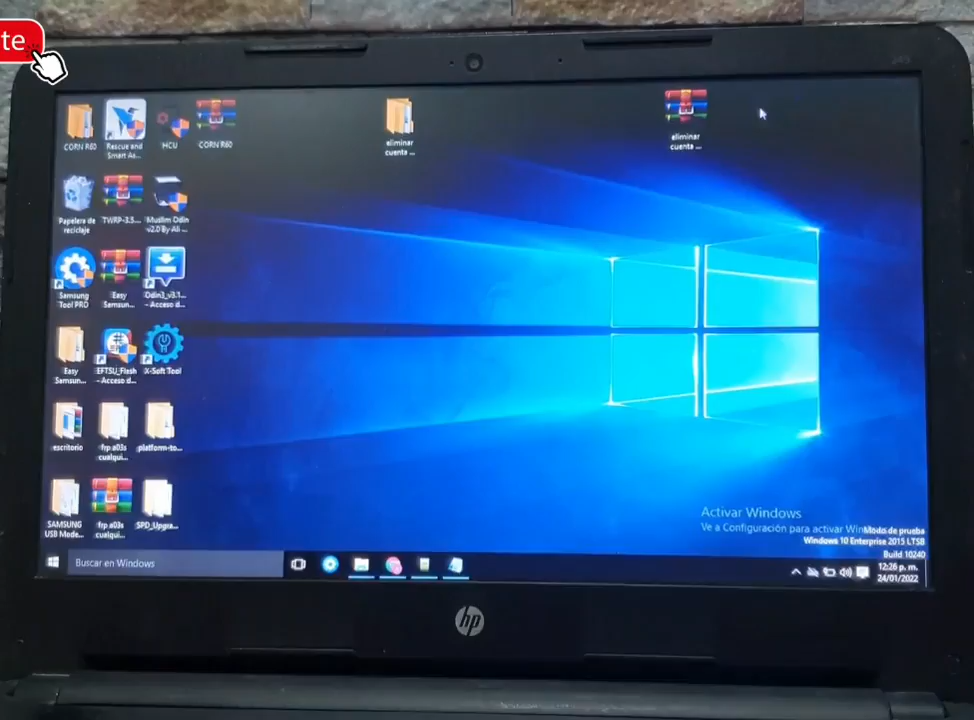 te
CORN R60
Rescue and
Smart As...
HCU
CORN R60
eliminar
cuenta ...
eliminar
cuenta ...
Papelera de
reciclaje
TWRP-3.5...
Muslim Odin
v2.0 By Ali ...
Samsung
Tool PRO
Easy
Samsun...
Odin3_v3.1...
– Acceso d...
Easy
Samsun...
EFTSU_Flesh
– Acceso d...
X-Soft Tool
escritorio
frp a03s
cualqui...
platform-to...
SAMSUNG
USB Mode...
frp a03s
cualqui...
SPD_Upgra...
Activar Windows
Ve a Configuración para activar Win
Modo de prueba
Windows 10 Enterprise 2015 LTSB
Build 10240
Buscar en Windows
12:26 p. m.
24/01/2022
hp